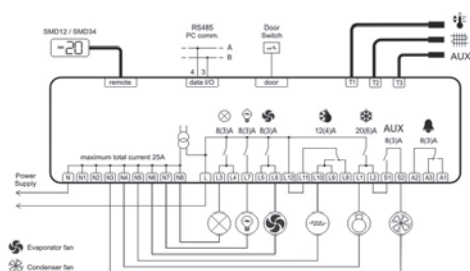 SMD12 / SMD34
-20
RS485
PC comm.
A
B
4 3
Door
Switch
AUX
remote
data I/O
door
T1
T2
T3
8(3)A 8(3)A 8(3)A
12(4)A
20(6)A
AUX
8(3)A
8(3)A
maximum total current 25A
Power
Supply
N N1 N2 N3 N4 N5 N6 N7 N8 L L3 L4 L7 L5 L6 L12 L11 L10 L9 L8 L1 L2 S1 S2 A2 A3 A1
Evaporator fan
Condenser fan